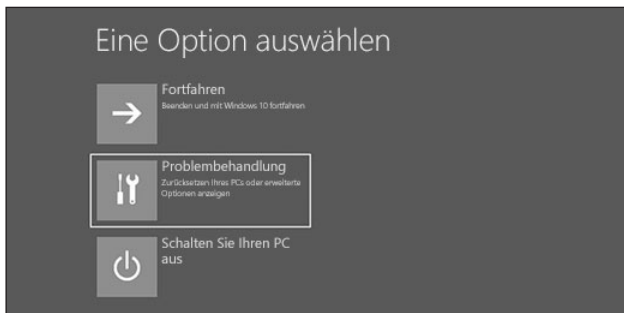 Eine Option auswählen
Fortfahren
Beenden und mit Windows 10 fortfahren
Problembehandlung
Zurücksetzen Ihres PCs oder erweiterte
Optionen anzeigen
Schalten Sie Ihren PC
aus